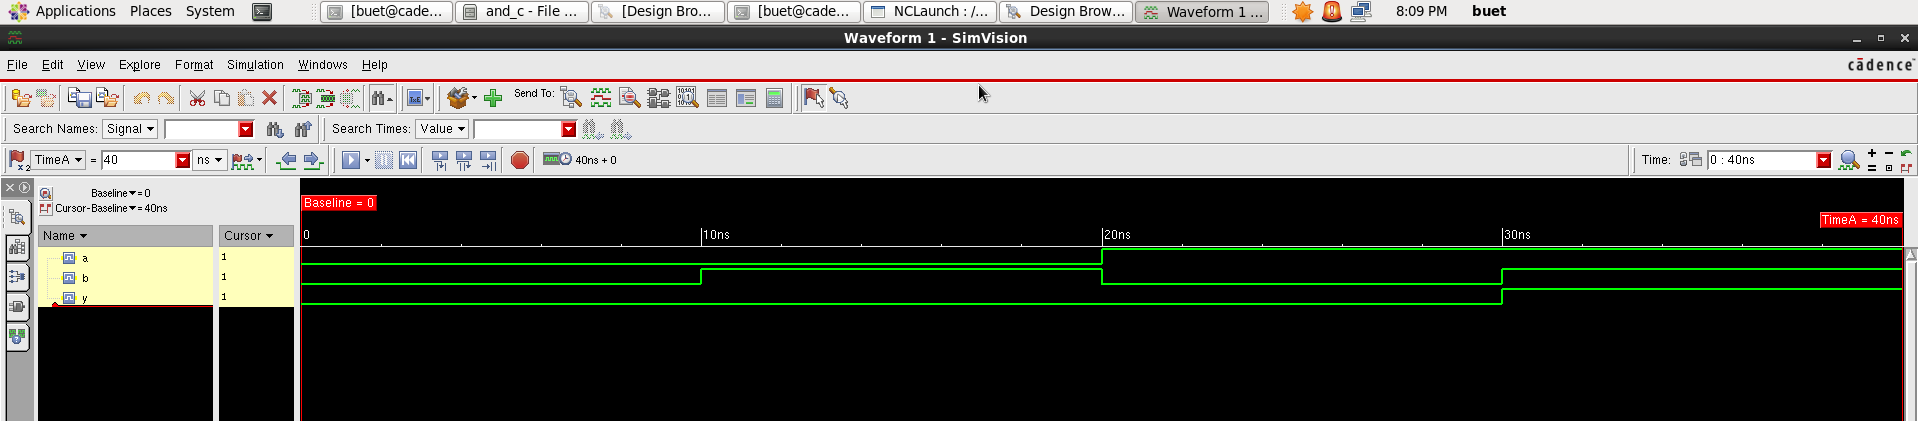 Applications Places System [buet@cade... and_c - File ... [Design Bro... [buet@cade... NCLaunch : /... Design Brow... Waveform 1 ... 8:09 PM buet
Waveform 1 - SimVision
File Edit View Explore Format Simulation Windows Help cādence
Send To:
Search Names: Signal Search Times: Value
TimeA = 40 ns 40ns + 0 Time: 0 : 40ns
Baseline = 0
Cursor-Baseline = 40ns
Baseline = 0
TimeA = 40ns
Name Cursor 0 10ns 20ns 30ns
a 1
b 1
y 1